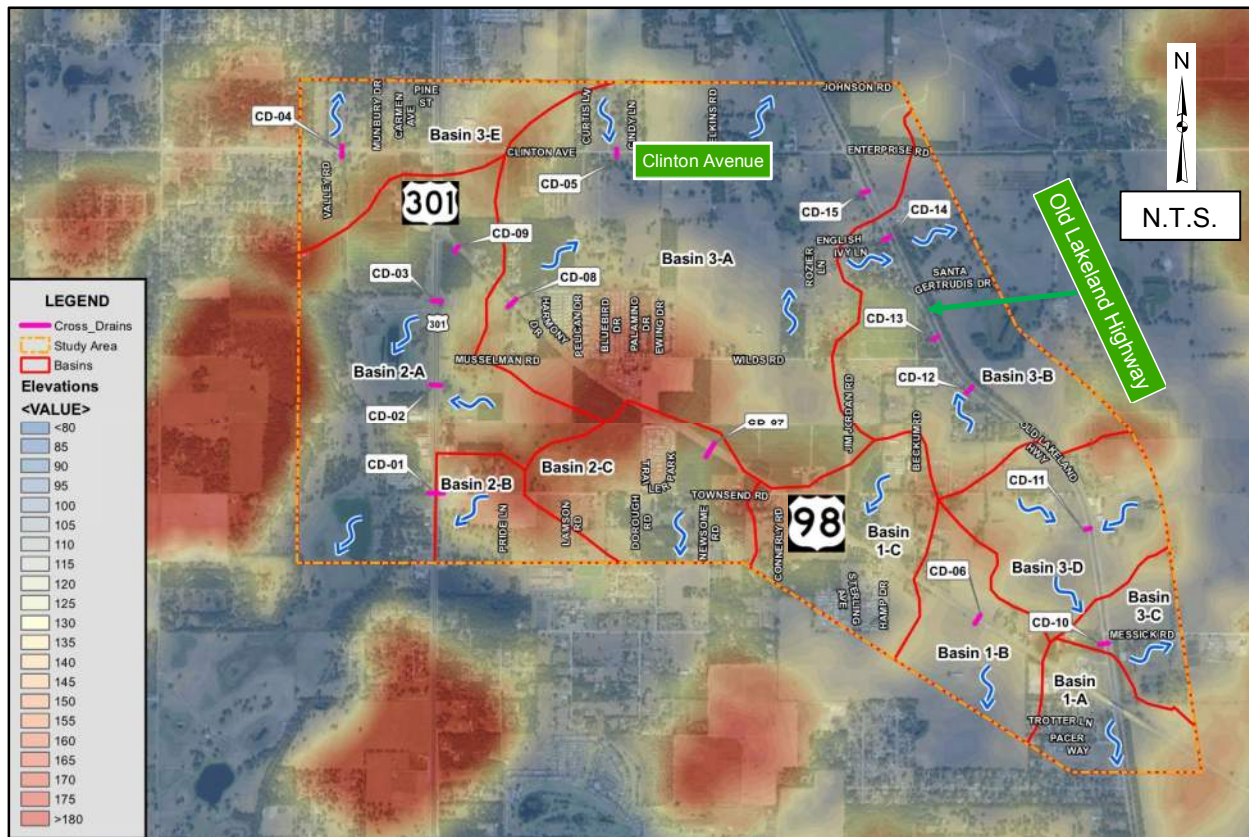 PINE
ST
JOHNSON RD
N
CD-04
MUNBURY DR
CARMEN
AVE
Basin 3-E
CURTIS LN
CINDY LN
ELKINS RD
CLINTON AVE
Clinton Avenue
ENTERPRISE RD
CD-05
VALLEY RD
301
CD-15
CD-14
N.T.S.
CD-09
Basin 3-A
ROZIER
LN
ENGLISH
IVY LN
Old Lakeland Highway
CD-03
CD-08
SANTA
GERTRUDIS DR
301
HARMONY
DR
PELICAN DR
BLUEBIRD
DR
PALAMINO
DR
EWING DR
CD-13
MUSSELMAN RD
WILDS RD
Basin 2-A
CD-12
Basin 3-B
CD-02
JIM JORDAN RD
BECKUM RD
OLD LAKELAND
HWY
CD-07
CD-01
Basin 2-C
TRAILER
PARK
CD-11
Basin 2-B
TOWNSEND RD
PRIDE LN
LAMSON
RD
DOROUGH
RD
NEWSOME
RD
CONNERLY RD
98
Basin
1-C
CD-06
Basin 3-D
STERLING
AVE
HAMP DR
Basin
3-C
CD-10
MESSICK RD
Basin 1-B
Basin
1-A
TROTTER LN
PACER
WAY
LEGEND
Cross_Drains
Study Area
Basins
Elevations
<VALUE>
<80
85
90
95
100
105
110
115
120
125
130
135
140
145
150
155
160
165
170
175
>180